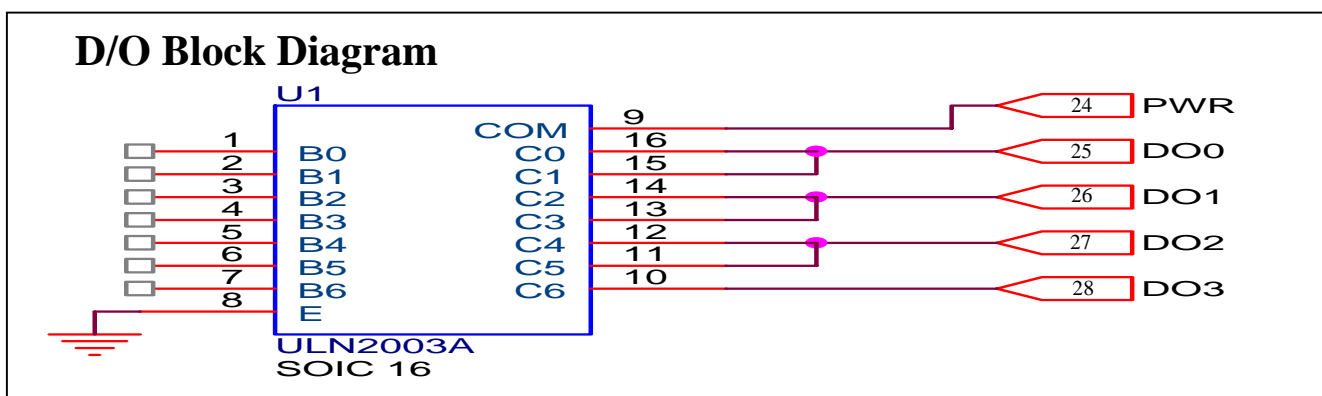 D/O Block Diagram
U1
9 24 PWR
COM
1 B0 C0 16 25 DO0
2 B1 C1 15
3 B2 C2 14 26 DO1
4 B3 C3 13
5 B4 C4 12 27 DO2
6 B5 C5 11
7 B6 C6 10 28 DO3
8 E
ULN2003A
SOIC 16